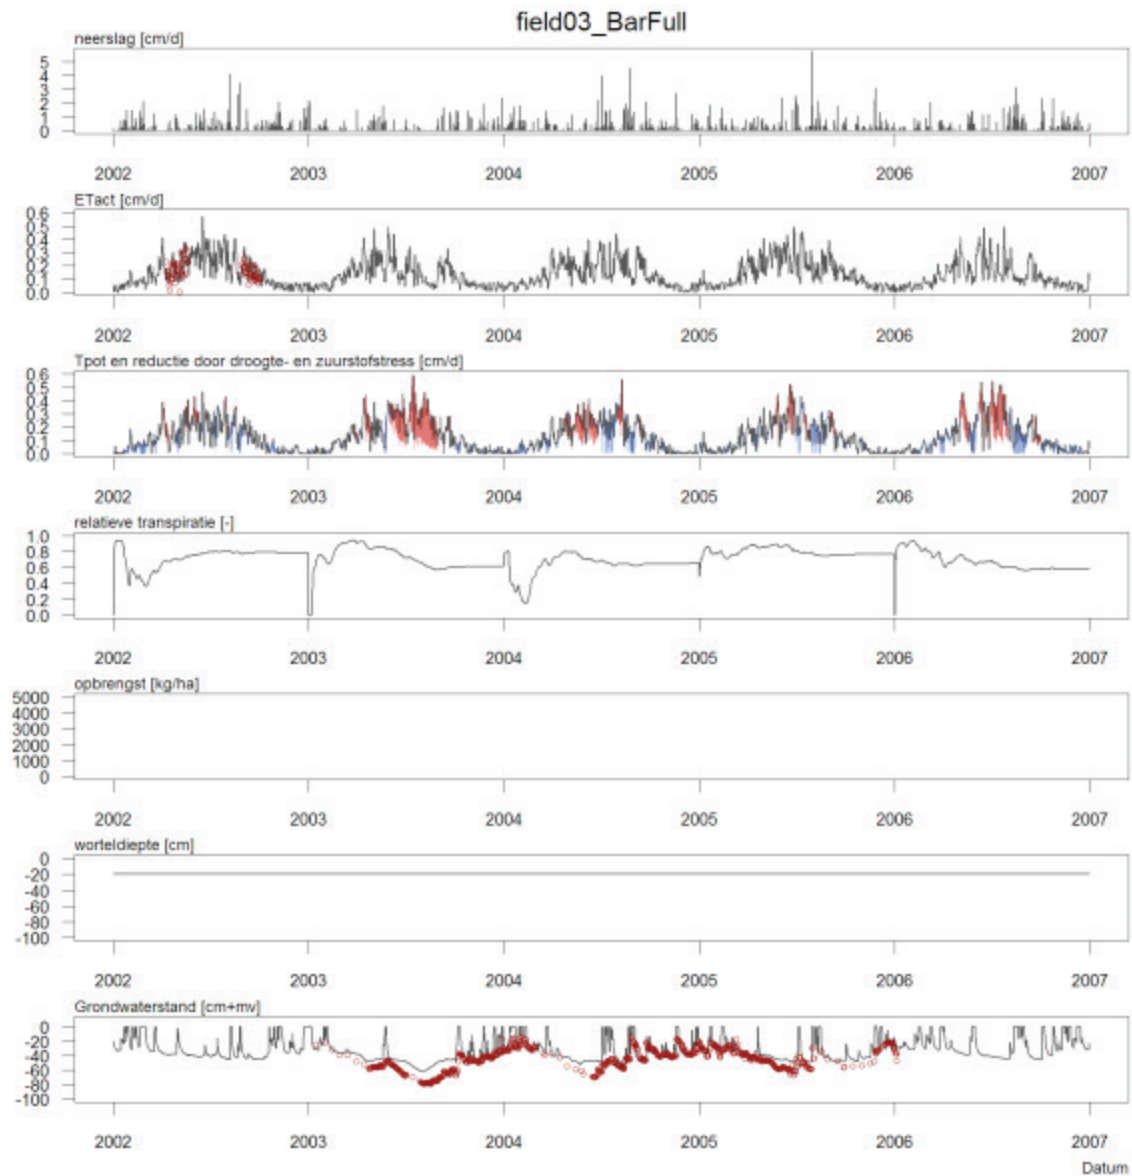 field03_BarFull
neerslag [cm/d]
5
4
3
2
1
0
2002 2003 2004 2005 2006 2007
ETact [cm/d]
0.6
0.5
0.4
0.3
0.2
0.1
0.0
2002 2003 2004 2005 2006 2007
Tpot en reductie door droogte- en zuurstofstress [cm/d]
0.6
0.5
0.4
0.3
0.2
0.1
0.0
2002 2003 2004 2005 2006 2007
relatieve transpiratie [-]
1.0
0.8
0.6
0.4
0.2
0.0
2002 2003 2004 2005 2006 2007
opbrengst [kg/ha]
5000
4000
3000
2000
1000
0
2002 2003 2004 2005 2006 2007
worteldiepte [cm]
0
-20
-40
-60
-80
-100
2002 2003 2004 2005 2006 2007
Grondwaterstand [cm+mv]
0
-20
-40
-60
-80
-100
2002 2003 2004 2005 2006 2007
Datum